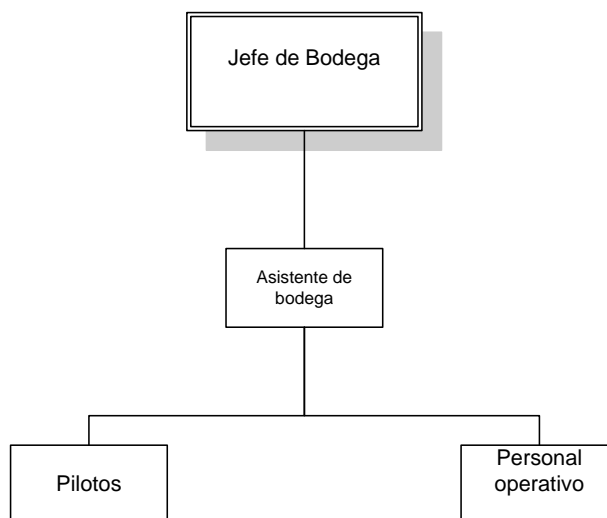 Jefe de Bodega
Asistente de
bodega
Pilotos
Personal
operativo